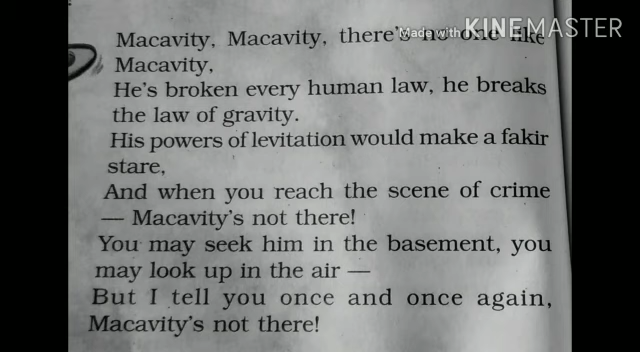 Made with KINEMASTER
Macavity, Macavity, there's no one like
Macavity,
He's broken every human law, he breaks
the law of gravity.
His powers of levitation would make a fakir
stare,
And when you reach the scene of crime
— Macavity's not there!
You may seek him in the basement, you
may look up in the air —
But I tell you once and once again,
Macavity's not there!